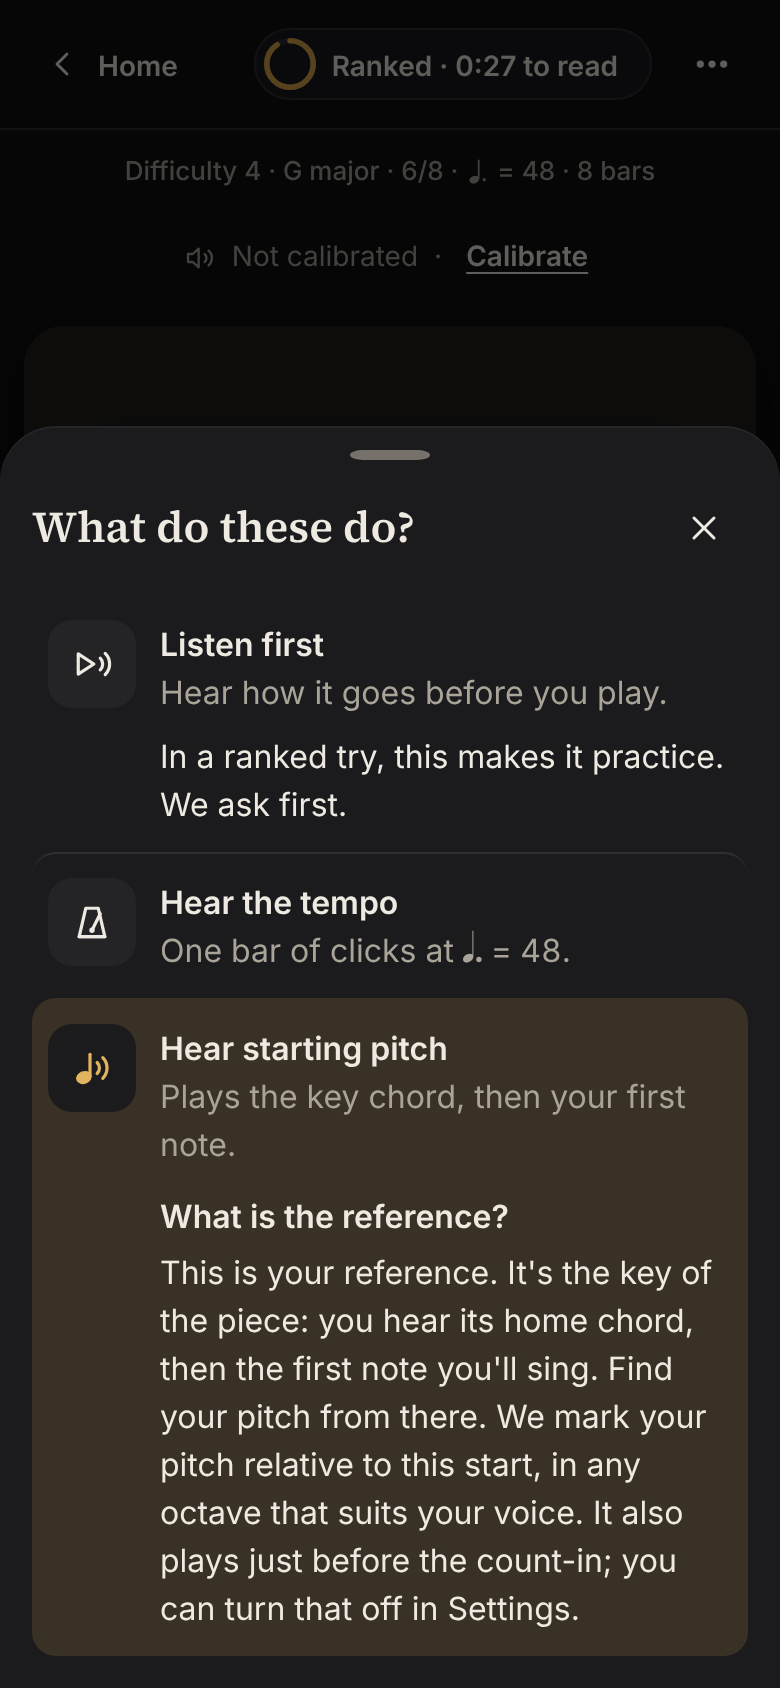 Home
Ranked · 0:27 to read
Difficulty 4 · G major · 6/8 · ♩. = 48 · 8 bars
Not calibrated · Calibrate
What do these do?
Listen first
Hear how it goes before you play.
In a ranked try, this makes it practice.
We ask first.
Hear the tempo
One bar of clicks at ♩. = 48.
Hear starting pitch
Plays the key chord, then your first
note.
What is the reference?
This is your reference. It's the key of
the piece: you hear its home chord,
then the first note you'll sing. Find
your pitch from there. We mark your
pitch relative to this start, in any
octave that suits your voice. It also
plays just before the count-in; you
can turn that off in Settings.